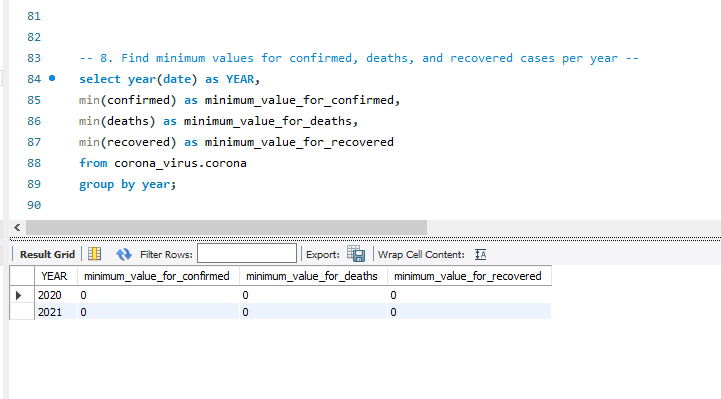 81
82
83 -- 8. Find minimum values for confirmed, deaths, and recovered cases per year --
84 select year(date) as YEAR,
85 min(confirmed) as minimum_value_for_confirmed,
86 min(deaths) as minimum_value_for_deaths,
87 min(recovered) as minimum_value_for_recovered
88 from corona_virus.corona
89 group by year;
90
Result Grid Filter Rows: Export: Wrap Cell Content: IA
YEAR minimum_value_for_confirmed minimum_value_for_deaths minimum_value_for_recovered
2020 0 0 0
2021 0 0 0